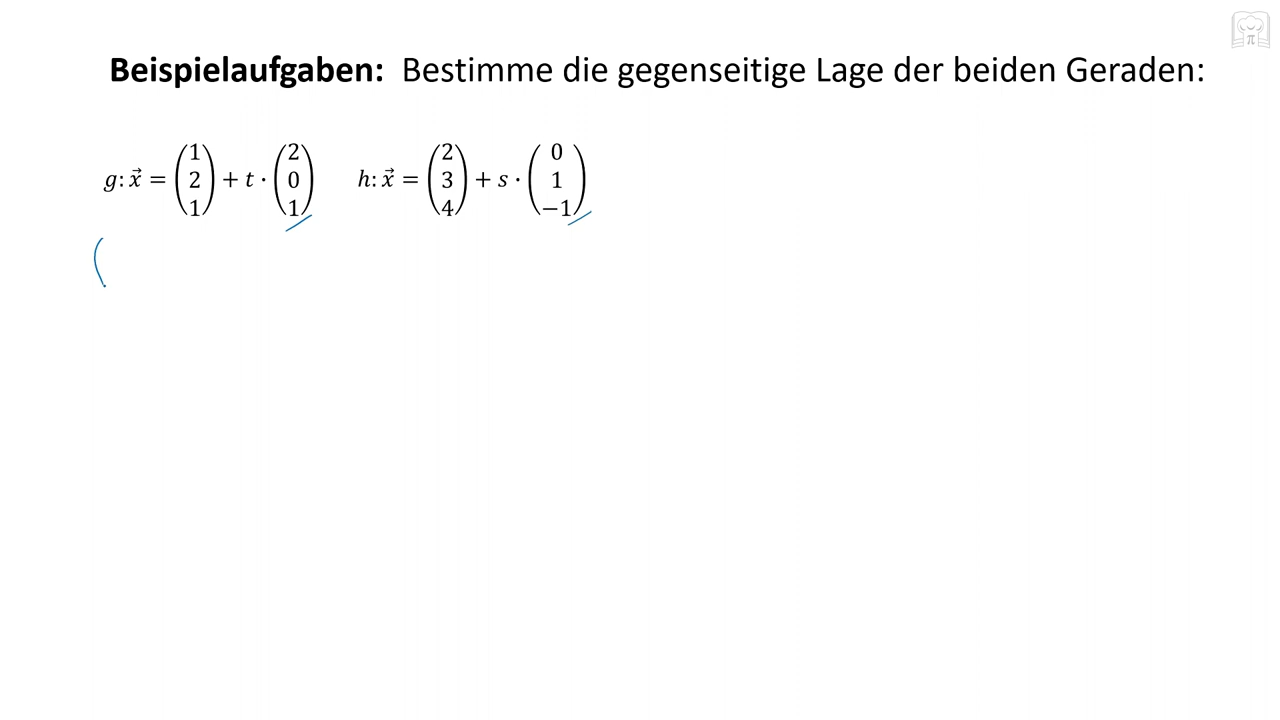 Beispielaufgaben: Bestimme die gegenseitige Lage der beiden Geraden:
g: x⃗ = (1 2 1) + t · (2 0 1)   h: x⃗ = (2 3 4) + s · (0 1 −1)
(